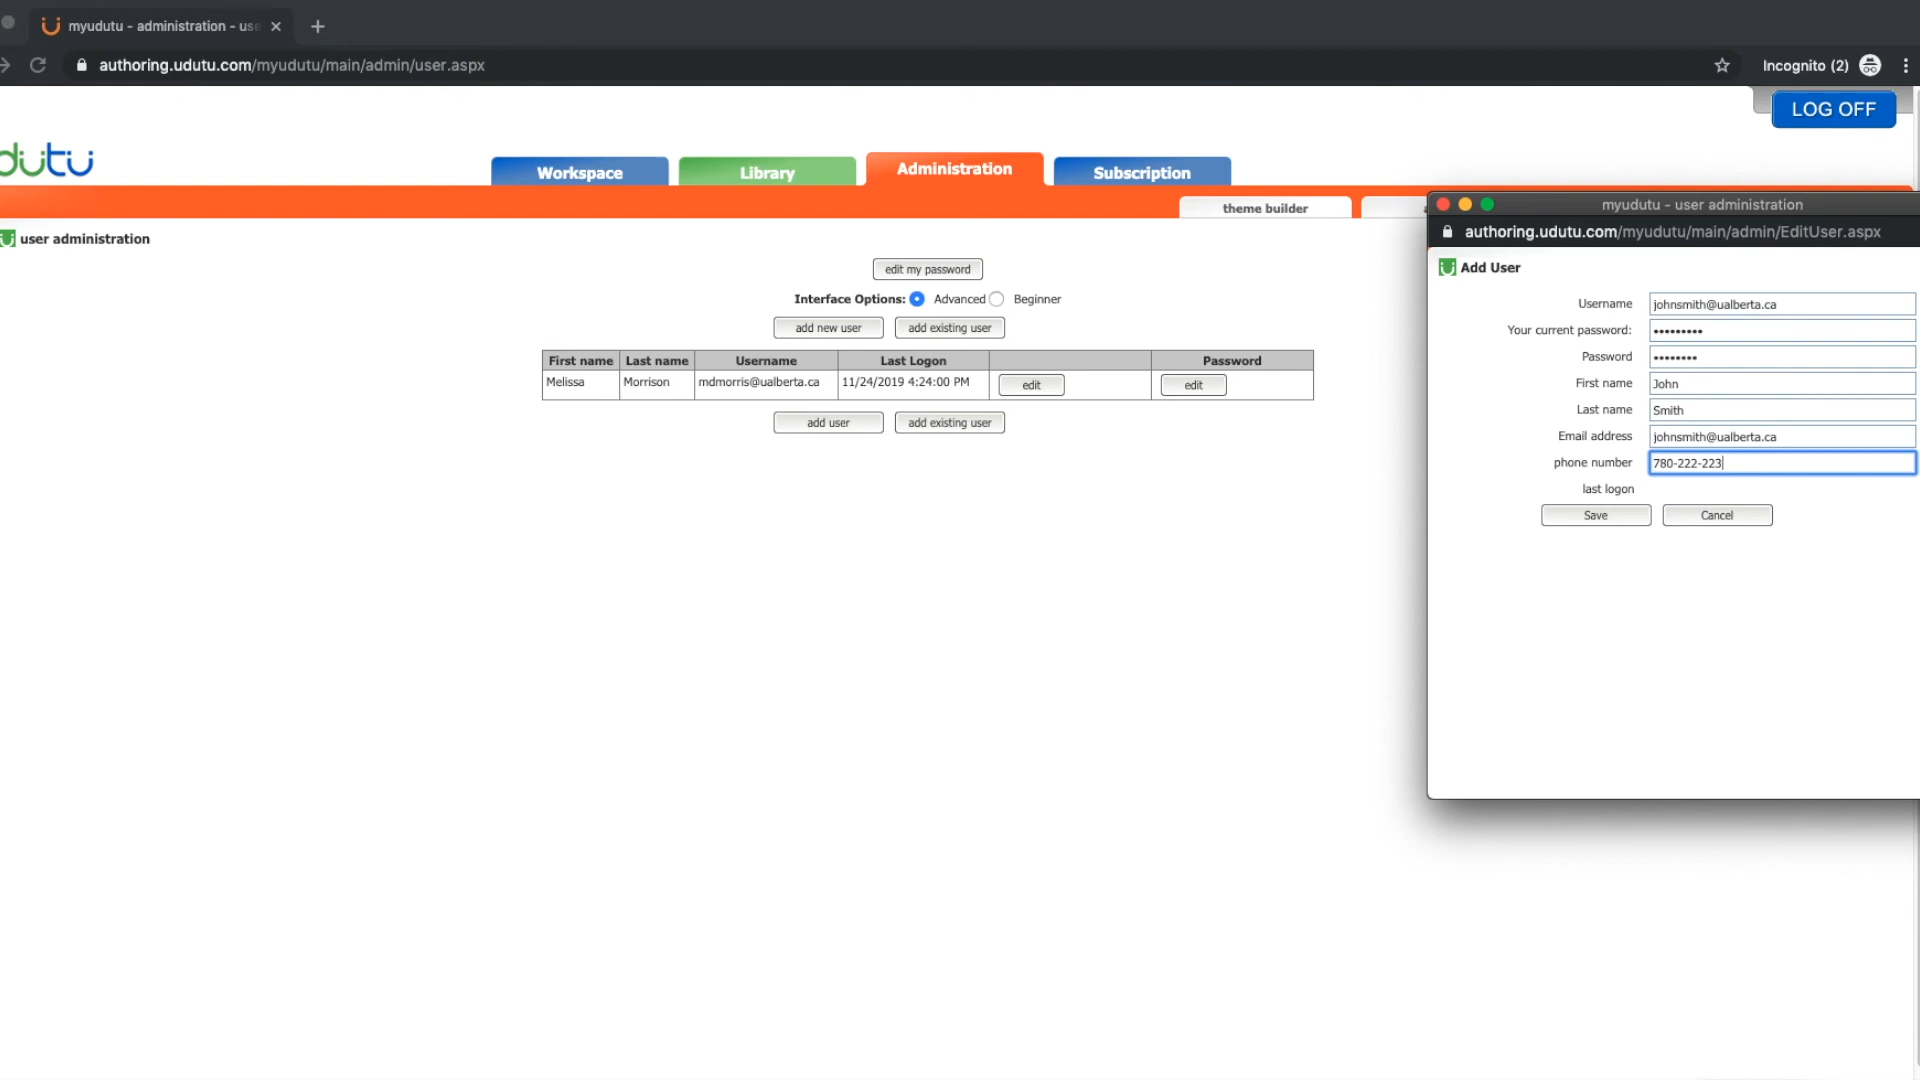 myudutu - administration - use
authoring.udutu.com/myudutu/main/admin/user.aspx
Incognito (2)
LOG OFF
dutu
Workspace
Library
Administration
Subscription
theme builder
user administration
edit my password
Interface Options: Advanced Beginner
add new user
add existing user
First name Last name Username Last Logon Password
Melissa Morrison mdmorris@ualberta.ca 11/24/2019 4:24:00 PM edit edit
add user
add existing user
myudutu - user administration
authoring.udutu.com/myudutu/main/admin/EditUser.aspx
Add User
Username johnsmith@ualberta.ca
Your current password: •••••••••
Password ••••••••
First name John
Last name Smith
Email address johnsmith@ualberta.ca
phone number 780-222-223
last logon
Save
Cancel